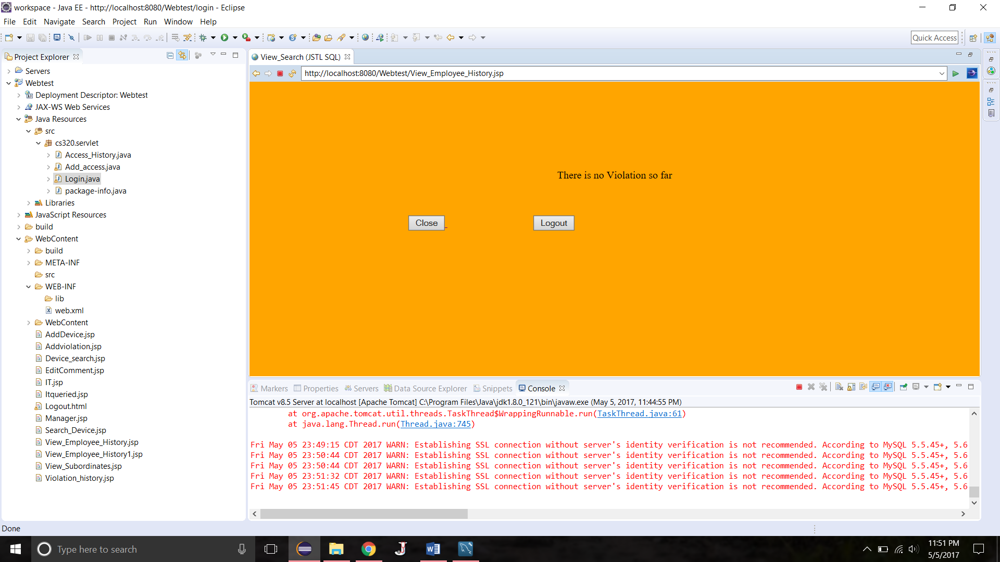 workspace - Java EE - http://localhost:8080/Webtest/login - Eclipse
File Edit Navigate Search Project Run Window Help
Quick Access
Project Explorer
Servers
Webtest
Deployment Descriptor: Webtest
JAX-WS Web Services
Java Resources
src
cs320.servlet
Access_History.java
Add_access.java
Login.java
package-info.java
Libraries
JavaScript Resources
build
WebContent
build
META-INF
src
WEB-INF
lib
web.xml
WebContent
AddDevice.jsp
Addviolation.jsp
Device_search.jsp
EditComment.jsp
IT.jsp
Itqueried.jsp
Logout.html
Manager.jsp
Search_Device.jsp
View_Employee_History.jsp
View_Employee_History1.jsp
View_Subordinates.jsp
Violation_history.jsp
View_Search (JSTL SQL)
http://localhost:8080/Webtest/View_Employee_History.jsp
There is no Violation so far
Close Logout
Markers Properties Servers Data Source Explorer Snippets Console
Tomcat v8.5 Server at localhost [Apache Tomcat] C:\Program Files\Java\jdk1.8.0_121\bin\javaw.exe (May 5, 2017, 11:44:55 PM)
at org.apache.tomcat.util.threads.TaskThread$WrappingRunnable.run(TaskThread.java:61)
at java.lang.Thread.run(Thread.java:745)
Fri May 05 23:49:15 CDT 2017 WARN: Establishing SSL connection without server's identity verification is not recommended. According to MySQL 5.5.45+, 5.6
Fri May 05 23:50:44 CDT 2017 WARN: Establishing SSL connection without server's identity verification is not recommended. According to MySQL 5.5.45+, 5.6
Fri May 05 23:50:44 CDT 2017 WARN: Establishing SSL connection without server's identity verification is not recommended. According to MySQL 5.5.45+, 5.6
Fri May 05 23:51:32 CDT 2017 WARN: Establishing SSL connection without server's identity verification is not recommended. According to MySQL 5.5.45+, 5.6
Fri May 05 23:51:45 CDT 2017 WARN: Establishing SSL connection without server's identity verification is not recommended. According to MySQL 5.5.45+, 5.6
Done
Type here to search
11:51 PM
5/5/2017